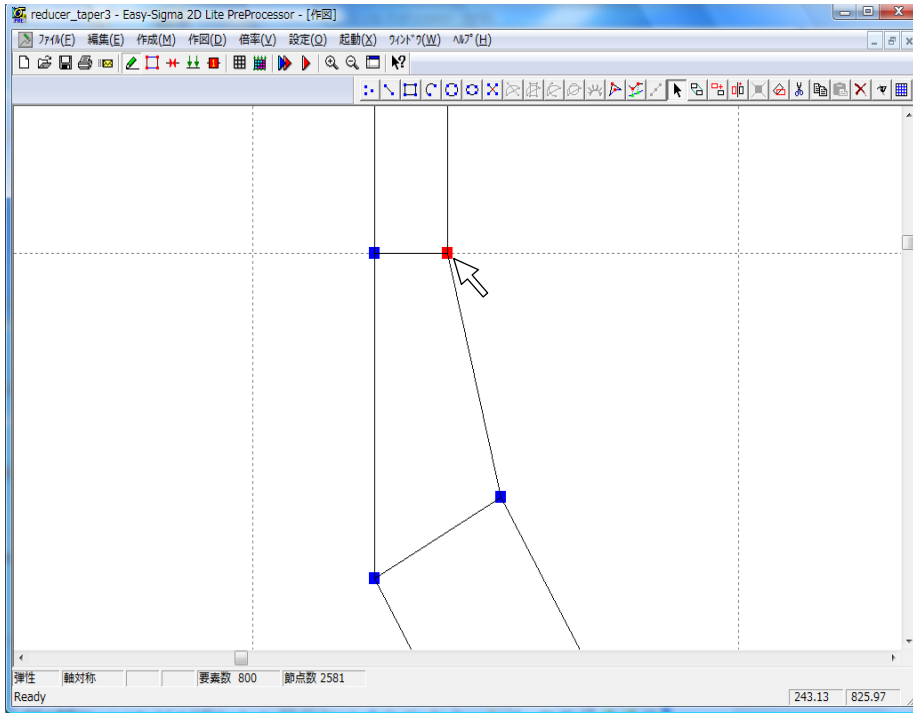 reducer_taper3 - Easy-Sigma 2D Lite PreProcessor - [作図]
ﾌｧｲﾙ(F) 編集(E) 作成(M) 作図(D) 倍率(V) 設定(O) 起動(X) ｳｨﾝﾄﾞｳ(W) ﾍﾙﾌﾟ(H)
弾性 軸対称 要素数 800 節点数 2581
Ready 243.13 825.97